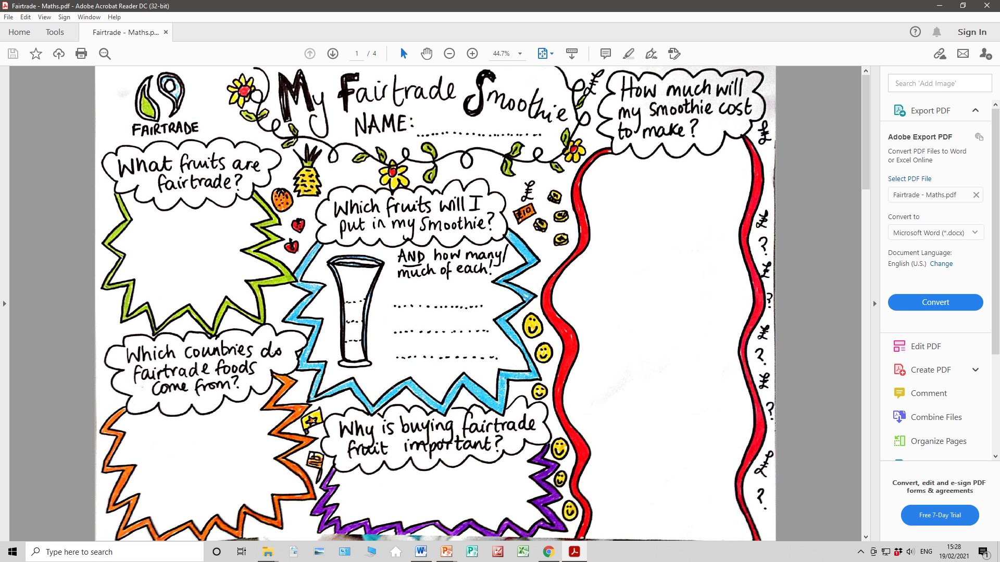 Fairtrade - Maths.pdf - Adobe Acrobat Reader DC (32-bit)
File Edit View Sign Window Help
Home Tools Fairtrade - Maths.p... Sign In
1 / 4 44.7%
FAIRTRADE
My Fairtrade Smoothie
NAME: ........................
How much will
my smoothie cost
to make?
£
£
What fruits are
fairtrade?
Which fruits will I
put in my smoothie?
AND how many/
much of each!
£
£10
Which countries do
fairtrade foods
come from?
Why is buying fairtrade
fruit important?
£
?
£
?
£
?
£
?
£
?
Search 'Add Image'
Export PDF
Adobe Export PDF
Convert PDF Files to Word
or Excel Online
Select PDF File
Fairtrade - Maths.pdf
Convert to
Microsoft Word (*.docx)
Document Language:
English (U.S.) Change
Convert
Edit PDF
Create PDF
Comment
Combine Files
Organize Pages
Convert, edit and e-sign PDF
forms & agreements
Free 7-Day Trial
Type here to search
ENG
15:28
19/02/2021
1